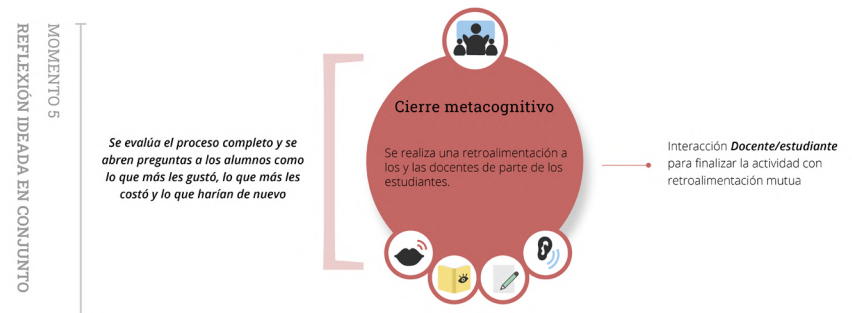 MOMENTO 5
REFLEXIÓN IDEADA EN CONJUNTO
Se evalúa el proceso completo y se
abren preguntas a los alumnos como
lo que más les gustó, lo que más les
costó y lo que harían de nuevo
Cierre metacognitivo
Se realiza una retroalimentación a
los y las docentes de parte de los
estudiantes.
Interacción Docente/estudiante
para finalizar la actividad con
retroalimentación mutua